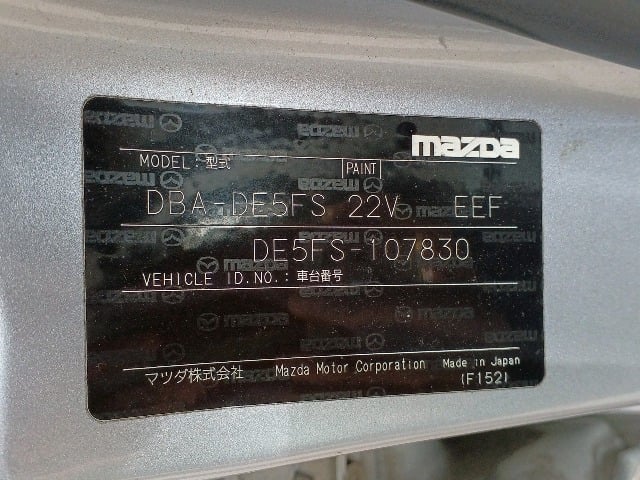 mazda
MODEL:型式 PAINT
DBA-DE5FS 22V EEF
DE5FS-107830
VEHICLE ID.NO.:車台番号
マツダ株式会社 Mazda Motor Corporation Made in Japan
(F152)